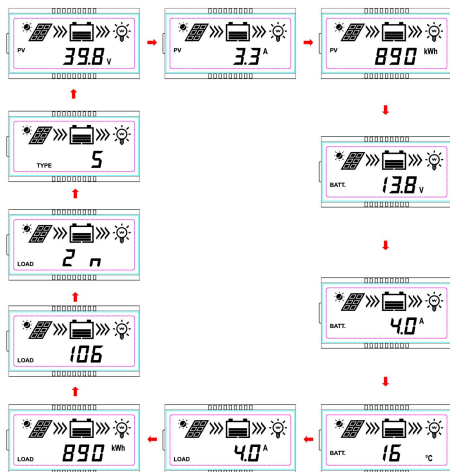 PV 39.8 V
PV 3.3 A
PV 890 kWh
BATT. 13.8 V
BATT. 4.0 A
BATT. 16 °C
LOAD 4.0 A
LOAD 890 kWh
LOAD 106
LOAD 2 n
TYPE 5